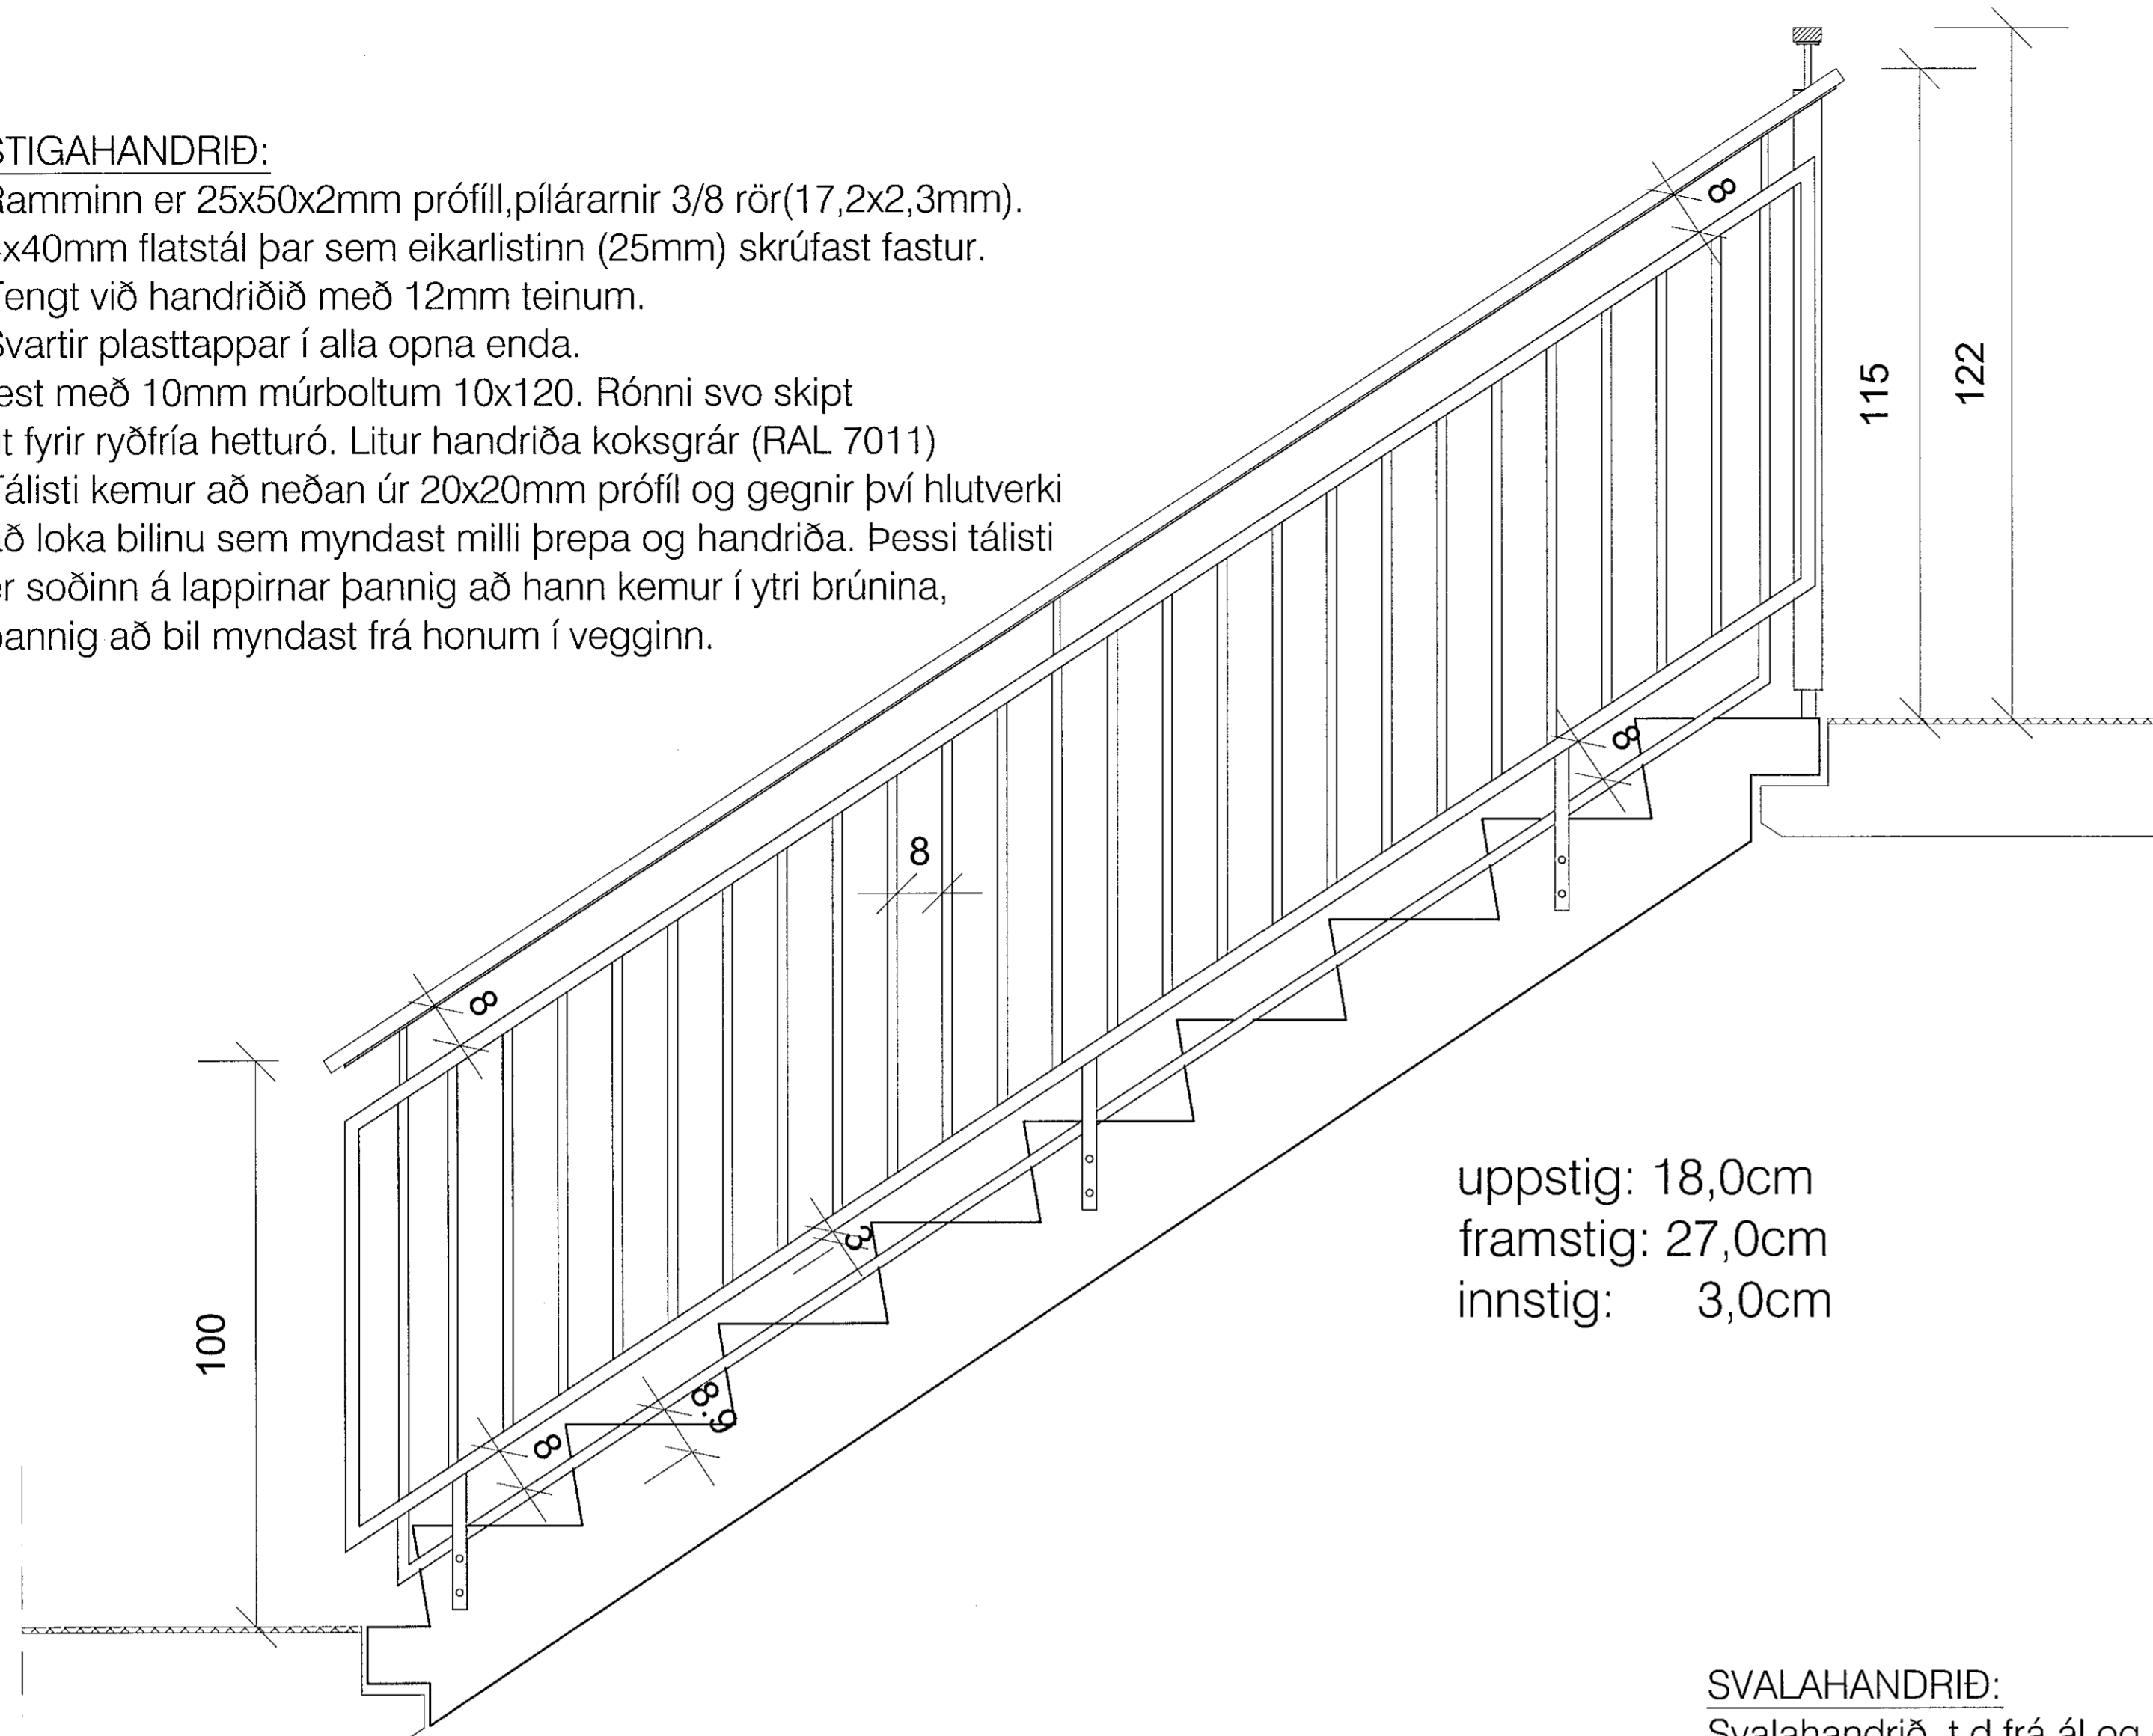 STIGAHANDRIÐ:
Ramminn er 25x50x2mm prófíll,pílárarnir 3/8 rör(17,2x2,3mm).
x40mm flatstál þar sem eikarlistinn (25mm) skrúfast fastur.
Tengt við handriðið með 12mm teinum.
Svartir plasttappar í alla opna enda.
est með 10mm múrboltum 10x120. Rónni svo skipt
t fyrir ryðfría hetturó. Litur handriða koksgrár (RAL 7011)
Tálisti kemur að neðan úr 20x20mm prófíl og gegnir því hlutverki
að loka bilinu sem myndast milli þrepa og handriða. Þessi tálisti
er soðinn á lappirnar þannig að hann kemur í ytri brúnina,
þannig að bil myndast frá honum í vegginn.
8
115
122
8
8
8
3
100
8.9
8
uppstig: 18,0cm
framstig: 27,0cm
innstig: 3,0cm
SVALAHANDRIÐ:
Svalahandrið, t.d frá ál og